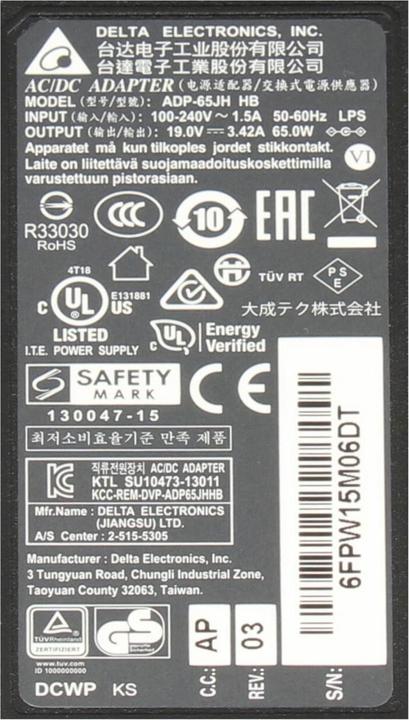 DELTA ELECTRONICS, INC.
台达电子工业股份有限公司
台達電子工業股份有限公司
AC/DC ADAPTER (电源适配器/交換式電源供應器)
MODEL (型号/型號): ADP-65JH HB
INPUT (输入/輸入): 100-240V~1.5A 50-60Hz LPS
OUTPUT (输出/輸出): 19.0V⎓3.42A 65.0W
Apparatet må kun tilkoples jordet stikkontakt.
Laite on liitettävä suojamaadoituskoskettimilla
varustettuun pistorasiaan.
VI
R33030
RoHS
CCC
10
EAC
4T18
c UL US
E131881
LISTED
I.T.E. POWER SUPPLY
TÜV RT
PSE
大成テク株式会社
c UL
Energy
Verified
SAFETY
MARK
130047-15
CE
최저소비효율기준 만족 제품
직류전원장치 AC/DC ADAPTER
KTL SU10473-13011
KCC-REM-DVP-ADP65JHHB
Mfr.Name : DELTA ELECTRONICS
(JIANGSU) LTD.
A/S Center : 2-515-5305
Manufacturer : Delta Electronics, Inc.
3 Tungyuan Road, Chungli Industrial Zone,
Taoyuan County 32063, Taiwan.
TÜVRheinland
ZERTIFIZIERT
GS
www.tuv.com
ID 1000000000
DCWP KS
C.C.: AP
REV.: 03
S/N: 6FPW15M06DT